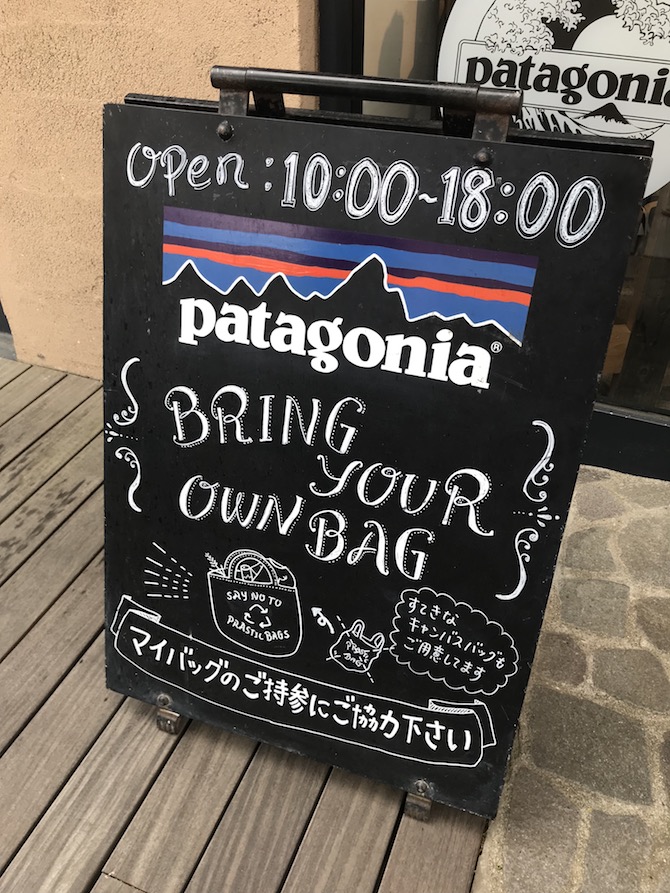 patagonia
open : 10:00~18:00
patagonia®
BRING
YOUR
OWN BAG
SAY NO TO
PRASTIC BAGS
すてきな
キャンバスバッグも
ご用意してます
マイバッグのご持参にご協力下さい